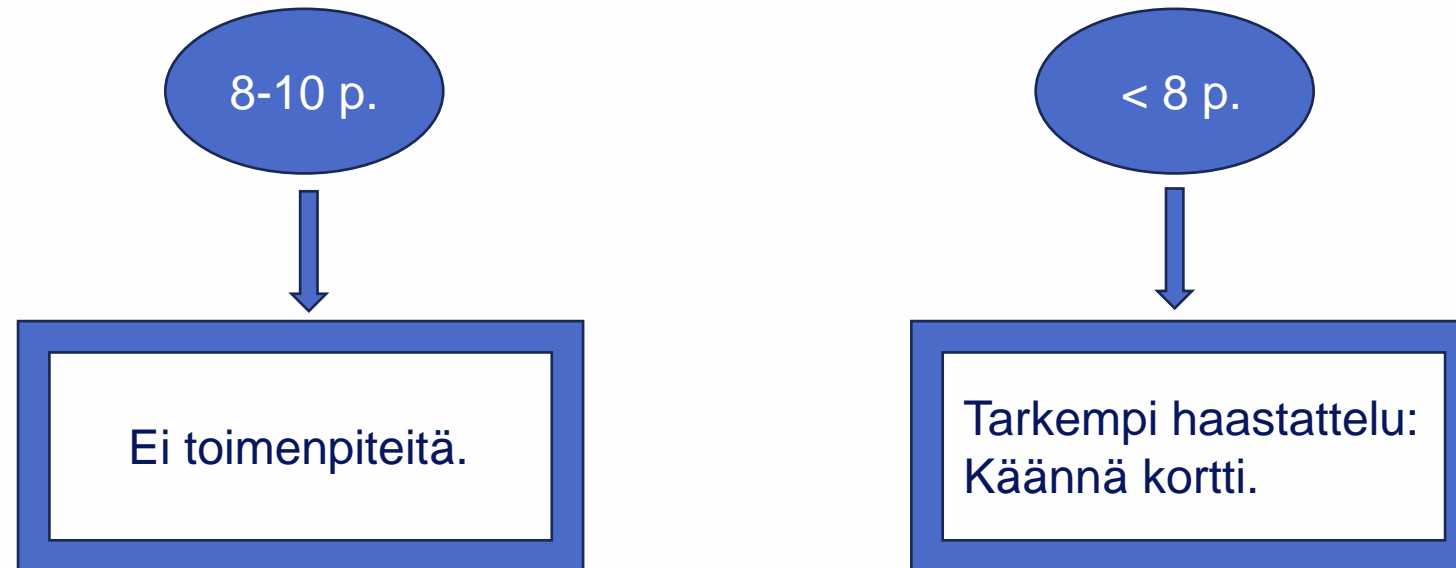 8-10 p.
< 8 p.
Ei toimenpiteitä.
Tarkempi haastattelu:
Käännä kortti.